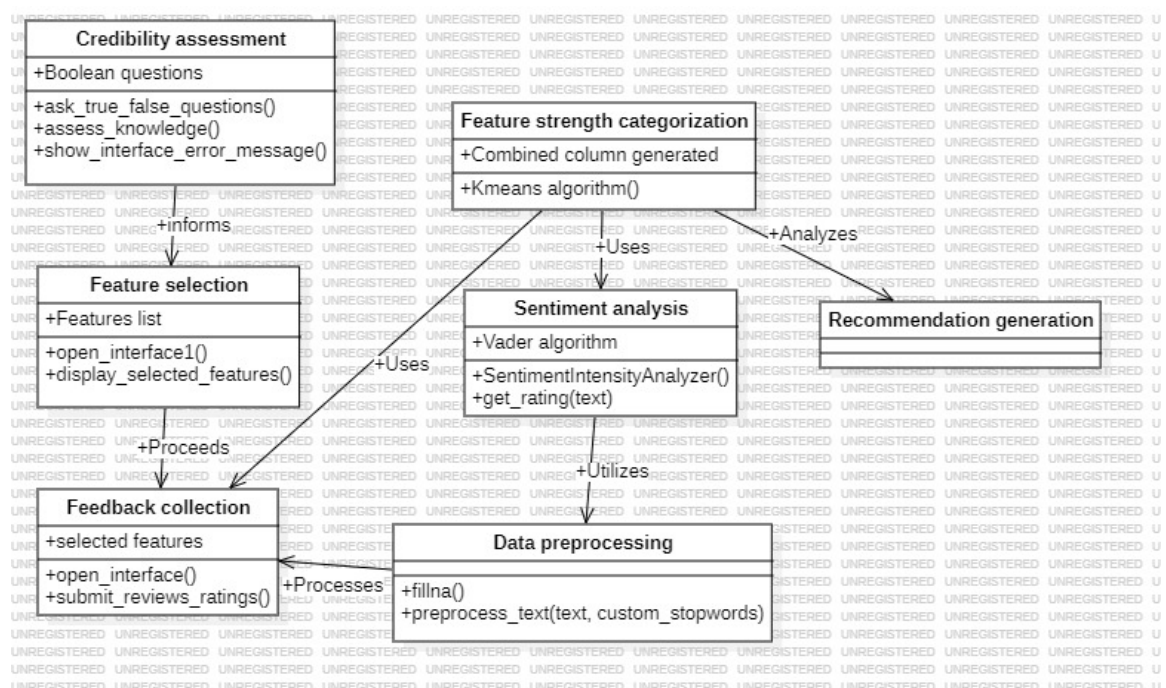 Credibility assessment
+Boolean questions
+ask_true_false_questions()
+assess_knowledge()
+show_interface_error_message()
+informs
Feature selection
+Features list
+open_interface1()
+display_selected_features()
+Proceeds
Feedback collection
+selected features
+open_interface()
+submit_reviews_ratings()
Feature strength categorization
+Combined column generated
+Kmeans algorithm()
+Uses
+Uses
+Analyzes
Sentiment analysis
+Vader algorithm
+SentimentIntensityAnalyzer()
+get_rating(text)
+Utilizes
Recommendation generation
Data preprocessing
+fillna()
+preprocess_text(text, custom_stopwords)
+Processes
UNREGISTERED